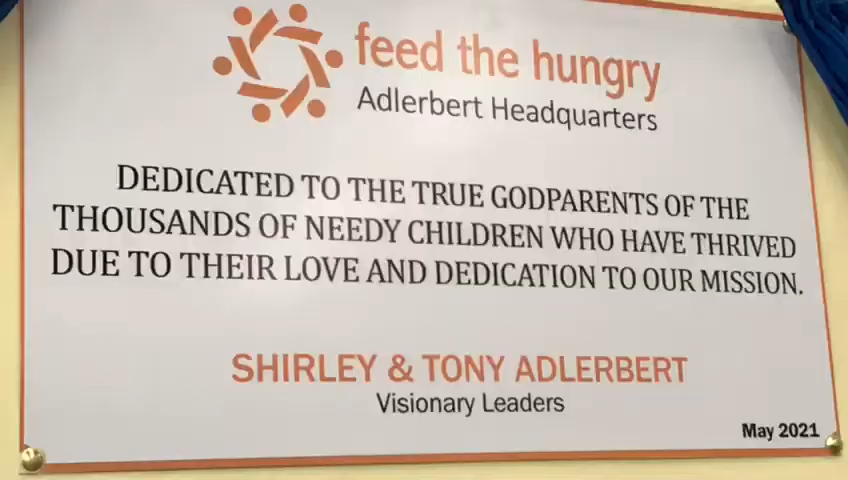 feed the hungry
Adlerbert Headquarters
DEDICATED TO THE TRUE GODPARENTS OF THE
THOUSANDS OF NEEDY CHILDREN WHO HAVE THRIVED
DUE TO THEIR LOVE AND DEDICATION TO OUR MISSION.
SHIRLEY & TONY ADLERBERT
Visionary Leaders
May 2021